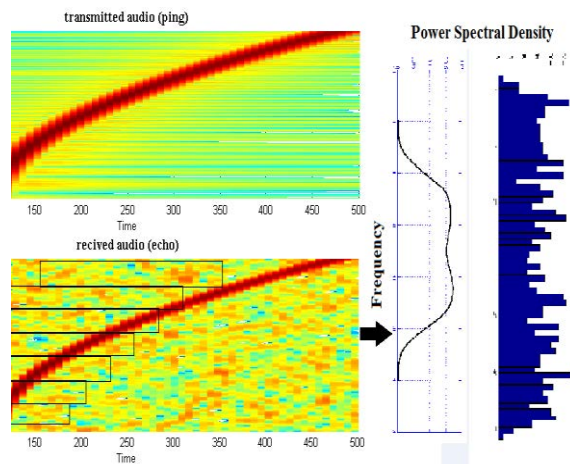 transmitted audio (ping)
150 200 250 300 350 400 450 500
Time
recived audio (echo)
150 200 250 300 350 400 450 500
Time
Power Spectral Density
Frequency